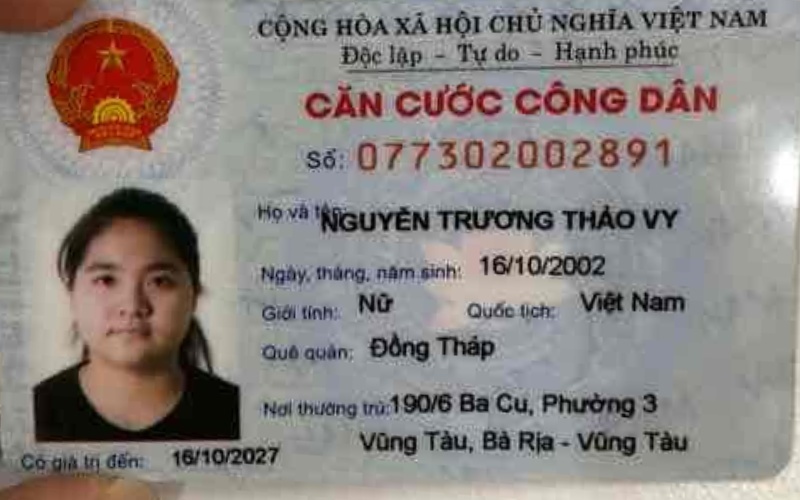 CỘNG HÒA XÃ HỘI CHỦ NGHĨA VIỆT NAM
Độc lập – Tự do – Hạnh phúc
CĂN CƯỚC CÔNG DÂN
Số: 077302002891
Họ và tên: NGUYỄN TRƯƠNG THẢO VY
Ngày, tháng, năm sinh: 16/10/2002
Giới tính: Nữ Quốc tịch: Việt Nam
Quê quán: Đồng Tháp
Nơi thường trú: 190/6 Ba Cu, Phường 3
Vũng Tàu, Bà Rịa - Vũng Tàu
Có giá trị đến: 16/10/2027